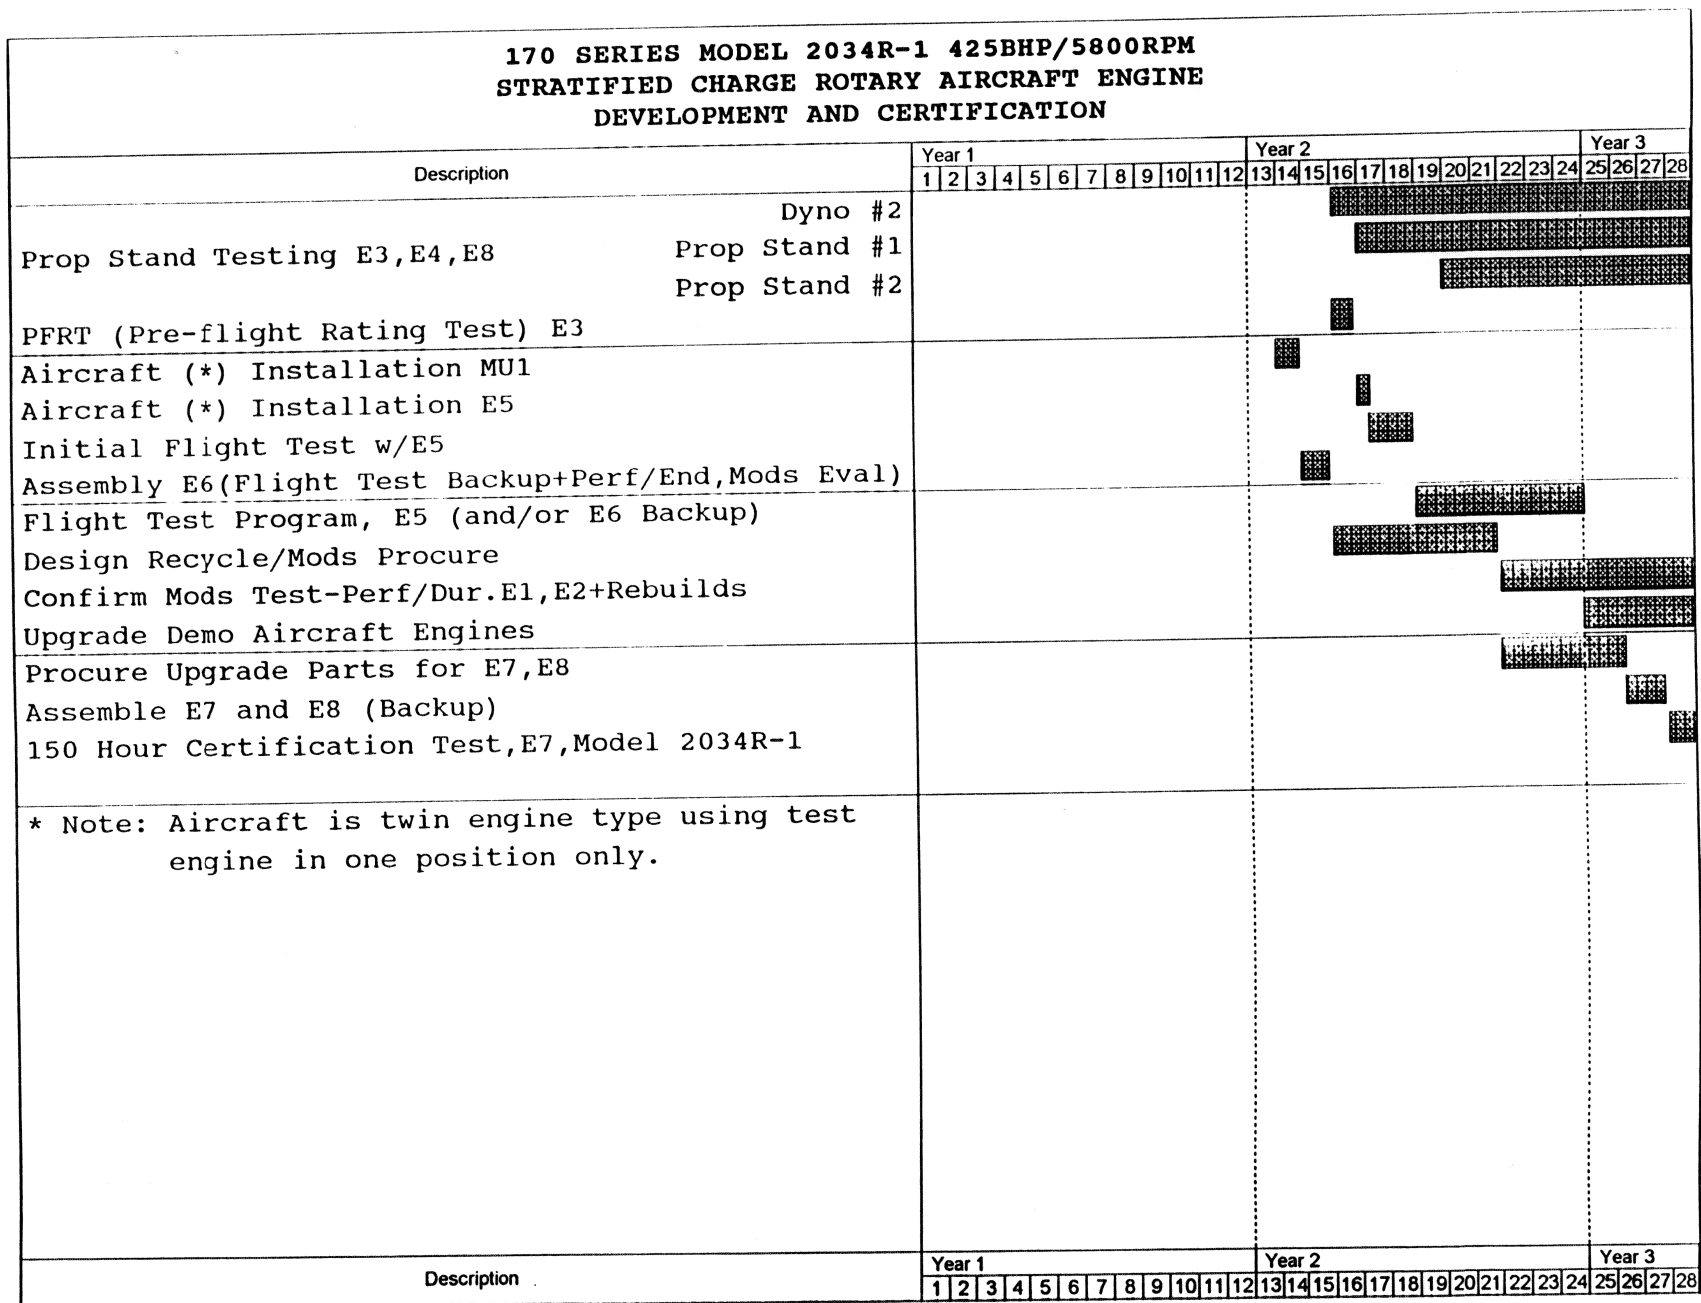 170 SERIES MODEL 2034R-1 425BHP/5800RPM
STRATIFIED CHARGE ROTARY AIRCRAFT ENGINE
DEVELOPMENT AND CERTIFICATION
Description
Year 1 Year 2 Year 3
1 2 3 4 5 6 7 8 9 10 11 12 13 14 15 16 17 18 19 20 21 22 23 24 25 26 27 28
Dyno #2
Prop Stand Testing E3,E4,E8 Prop Stand #1
Prop Stand #2
PFRT (Pre-flight Rating Test) E3
Aircraft (*) Installation MU1
Aircraft (*) Installation E5
Initial Flight Test w/E5
Assembly E6(Flight Test Backup+Perf/End,Mods Eval)
Flight Test Program, E5 (and/or E6 Backup)
Design Recycle/Mods Procure
Confirm Mods Test-Perf/Dur.E1,E2+Rebuilds
Upgrade Demo Aircraft Engines
Procure Upgrade Parts for E7,E8
Assemble E7 and E8 (Backup)
150 Hour Certification Test,E7,Model 2034R-1
* Note: Aircraft is twin engine type using test
engine in one position only.
Description
Year 1 Year 2 Year 3
1 2 3 4 5 6 7 8 9 10 11 12 13 14 15 16 17 18 19 20 21 22 23 24 25 26 27 28